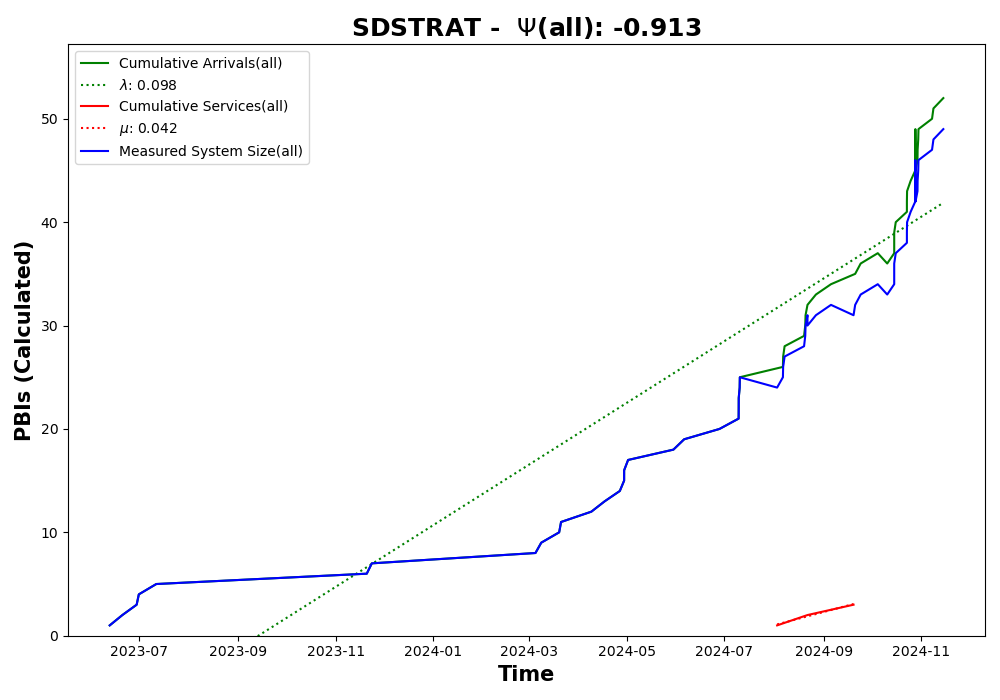 SDSTRAT - Ψ(all): -0.913
Cumulative Arrivals(all)
λ: 0.098
Cumulative Services(all)
μ: 0.042
Measured System Size(all)
PBIs (Calculated)
50
40
30
20
10
0
2023-07 2023-09 2023-11 2024-01 2024-03 2024-05 2024-07 2024-09 2024-11
Time